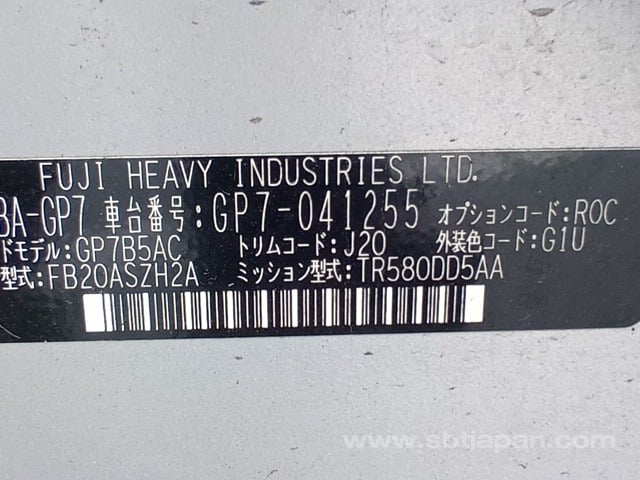 FUJI HEAVY INDUSTRIES LTD.
BA-GP7 車台番号:GP7-041255 オプションコード:ROC
ドモデル:GP7B5AC トリムコード:J20 外装色コード:G1U
型式:FB20ASZH2A ミッション型式:TR580DD5AA
www.sbtjapan.com